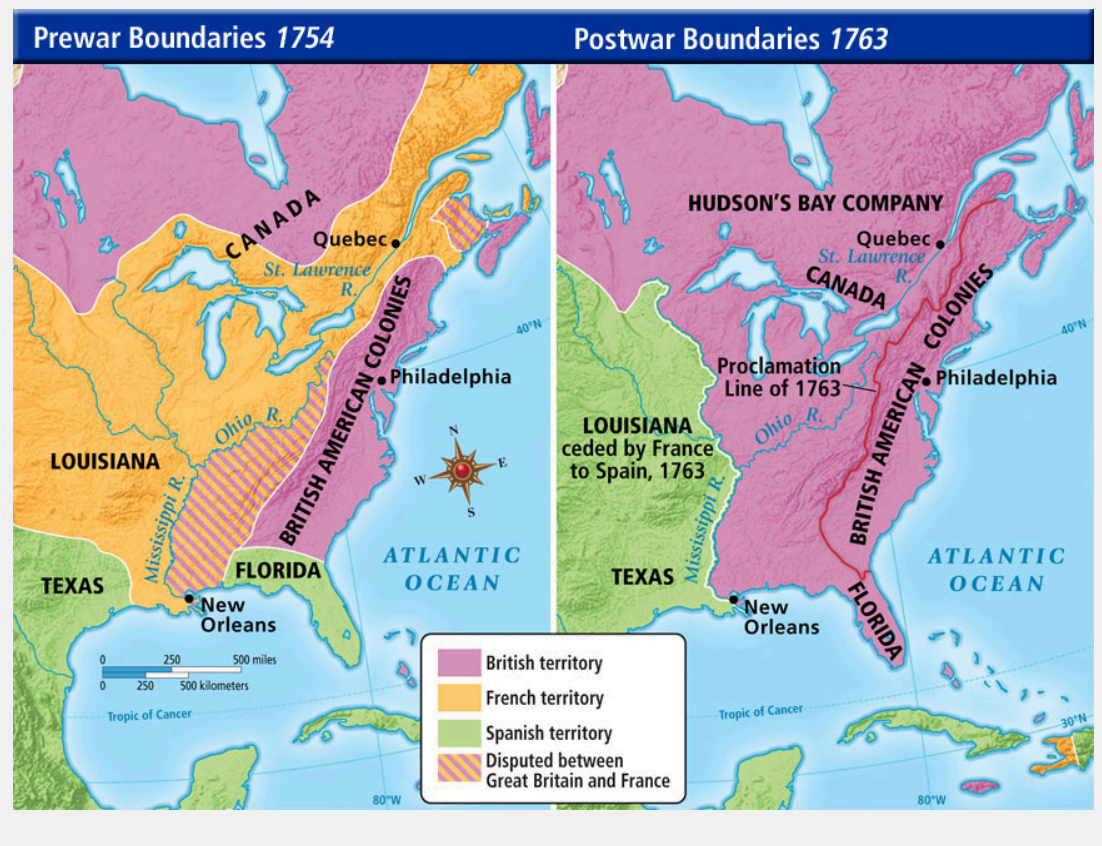 Prewar Boundaries 1754
CANADA
Quebec
St. Lawrence
R.
BRITISH AMERICAN COLONIES
40°N
Philadelphia
Ohio R.
LOUISIANA
Mississippi R.
N
W E
S
ATLANTIC
OCEAN
TEXAS
FLORIDA
New
Orleans
0 250 500 miles
0 250 500 kilometers
Tropic of Cancer
80°W
Postwar Boundaries 1763
HUDSON'S BAY COMPANY
Quebec
St. Lawrence
R.
CANADA
BRITISH AMERICAN COLONIES
40°N
Proclamation
Line of 1763
Philadelphia
Ohio R.
LOUISIANA
ceded by France
to Spain, 1763
Mississippi R.
ATLANTIC
OCEAN
TEXAS
FLORIDA
New
Orleans
Tropic of Cancer
30°N
80°W
British territory
French territory
Spanish territory
Disputed between
Great Britain and France